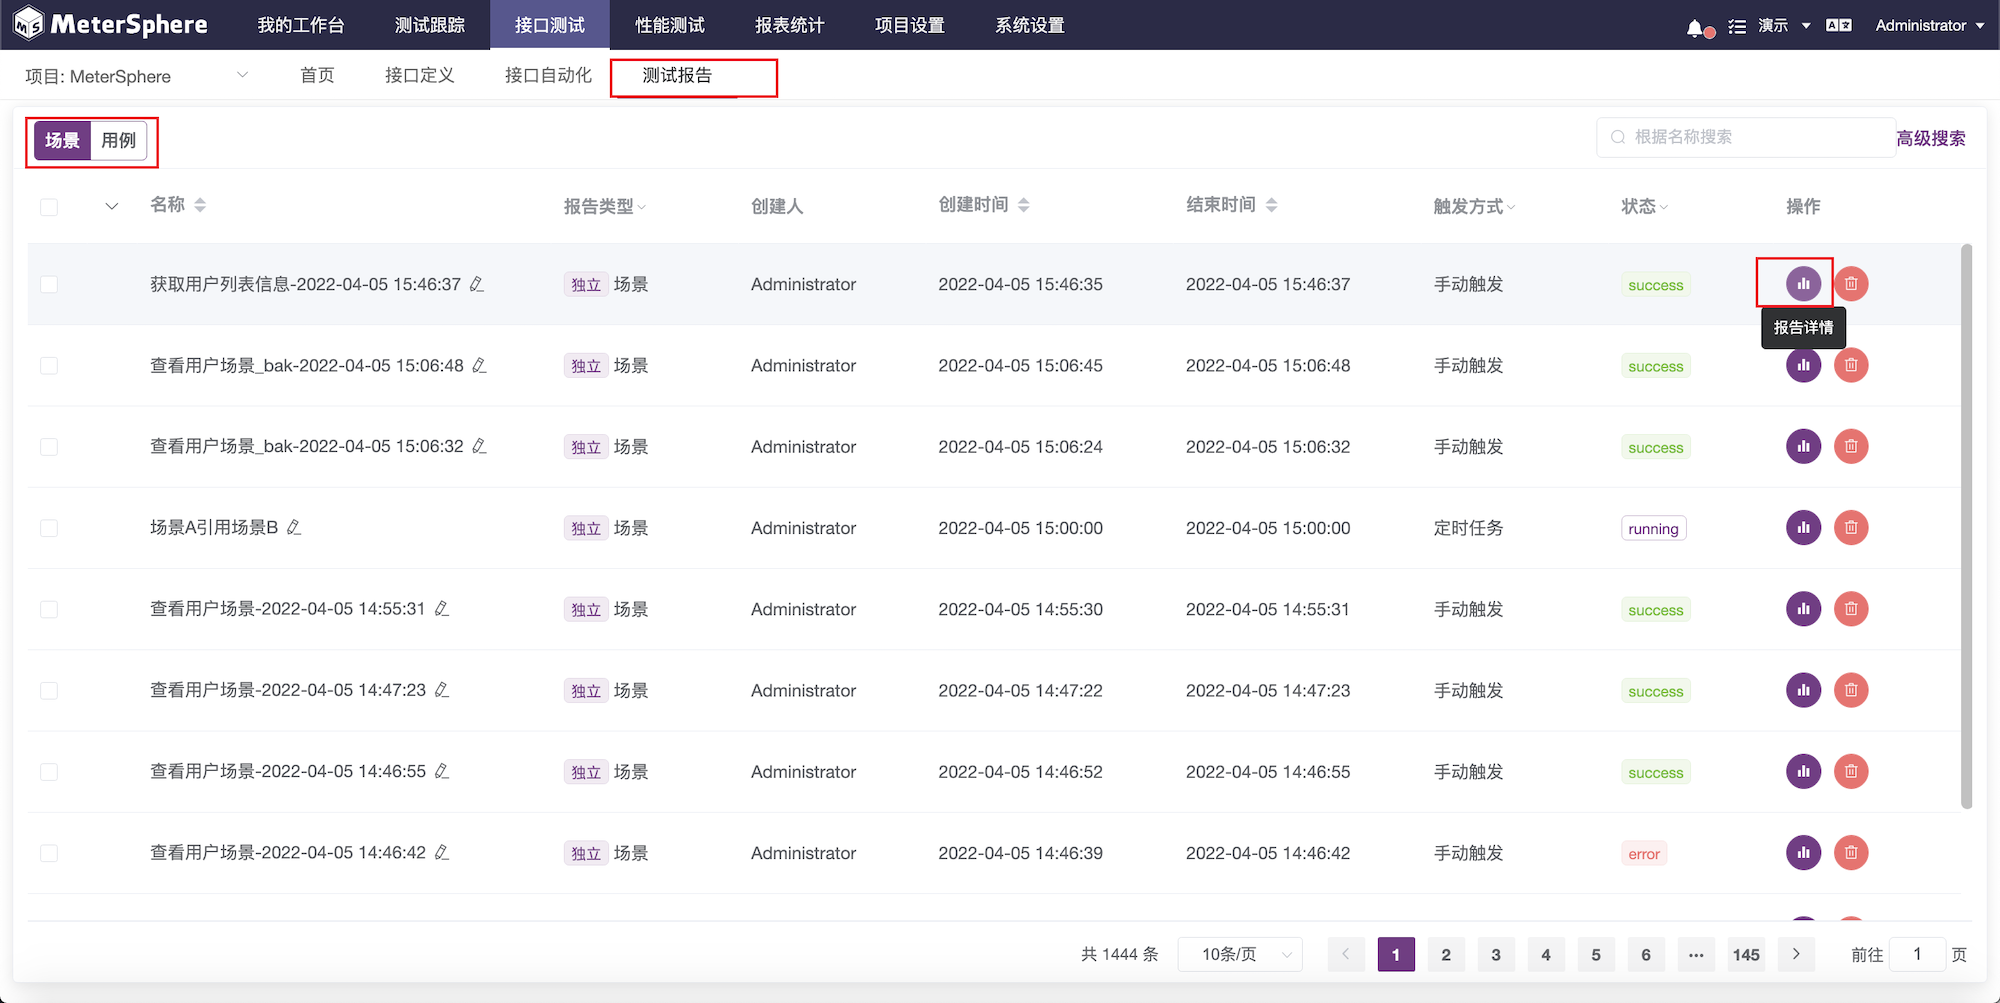 MeterSphere 我的工作台 测试跟踪 接口测试 性能测试 报表统计 项目设置 系统设置 演示 Administrator
项目: MeterSphere 首页 接口定义 接口自动化 测试报告
场景 用例 根据名称搜索 高级搜索
名称 报告类型 创建人 创建时间 结束时间 触发方式 状态 操作
获取用户列表信息-2022-04-05 15:46:37 独立 场景 Administrator 2022-04-05 15:46:35 2022-04-05 15:46:37 手动触发 success
报告详情
查看用户场景_bak-2022-04-05 15:06:48 独立 场景 Administrator 2022-04-05 15:06:45 2022-04-05 15:06:48 手动触发 success
查看用户场景_bak-2022-04-05 15:06:32 独立 场景 Administrator 2022-04-05 15:06:24 2022-04-05 15:06:32 手动触发 success
场景A引用场景B 独立 场景 Administrator 2022-04-05 15:00:00 2022-04-05 15:00:00 定时任务 running
查看用户场景-2022-04-05 14:55:31 独立 场景 Administrator 2022-04-05 14:55:30 2022-04-05 14:55:31 手动触发 success
查看用户场景-2022-04-05 14:47:23 独立 场景 Administrator 2022-04-05 14:47:22 2022-04-05 14:47:23 手动触发 success
查看用户场景-2022-04-05 14:46:55 独立 场景 Administrator 2022-04-05 14:46:52 2022-04-05 14:46:55 手动触发 success
查看用户场景-2022-04-05 14:46:42 独立 场景 Administrator 2022-04-05 14:46:39 2022-04-05 14:46:42 手动触发 error
共 1444 条 10条/页 1 2 3 4 5 6 ··· 145 前往 1 页